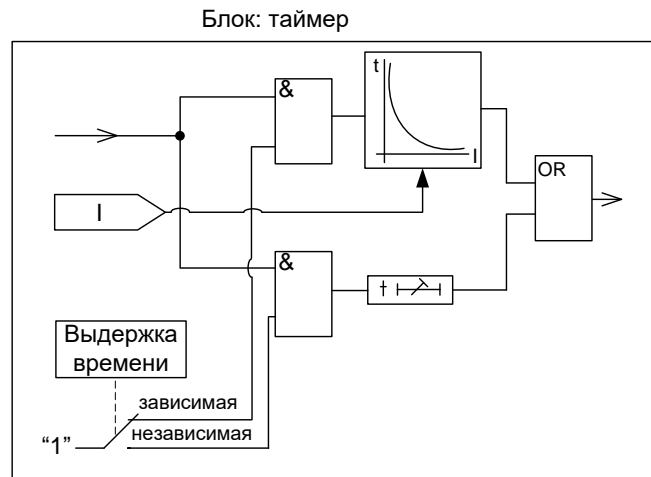 Блок: таймер
&
t
I
OR
I
&
t
Выдержка
времени
зависимая
независимая
“1”